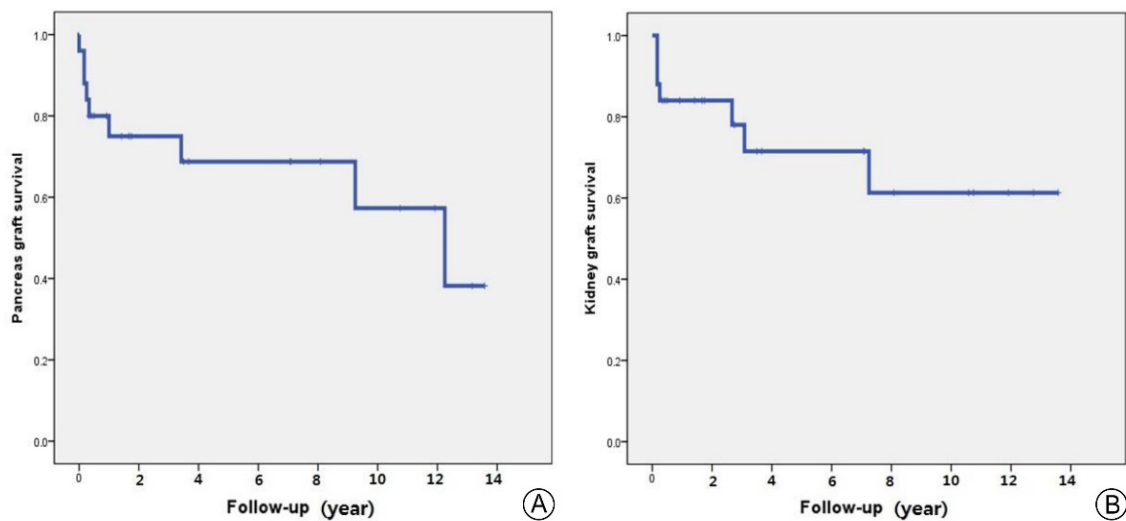 Pancreas graft survival
1.0
0.8
0.6
0.4
0.2
0.0
0 2 4 6 8 10 12 14
Follow-up (year)
A
Kidney graft survival
1.0
0.8
0.6
0.4
0.2
0.0
0 2 4 6 8 10 12 14
Follow-up (year)
B